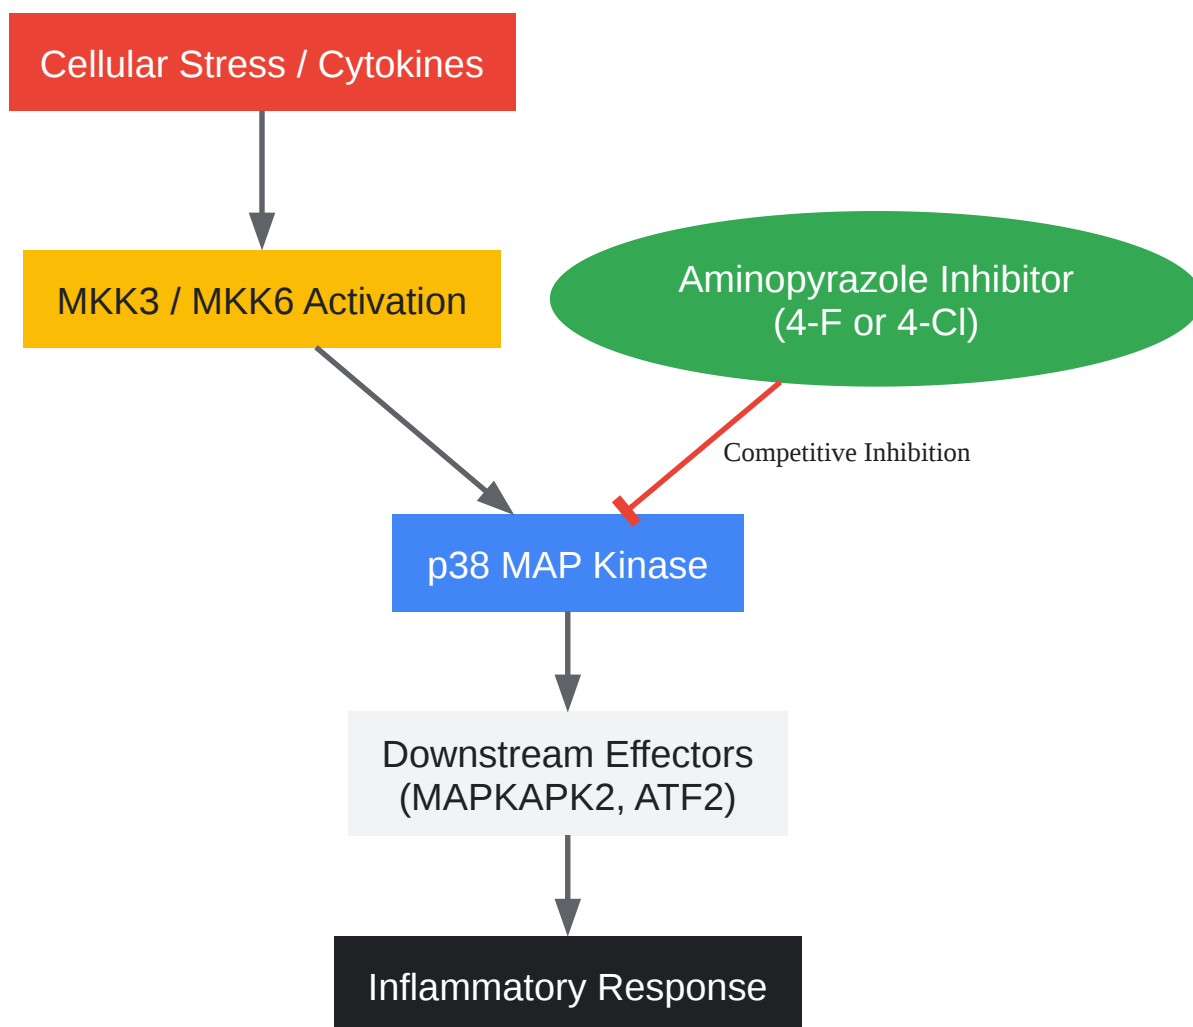 Cellular Stress / Cytokines
MKK3 / MKK6 Activation
Aminopyrazole Inhibitor
(4-F or 4-Cl)
Competitive Inhibition
p38 MAP Kinase
Downstream Effectors
(MAPKAPK2, ATF2)
Inflammatory Response